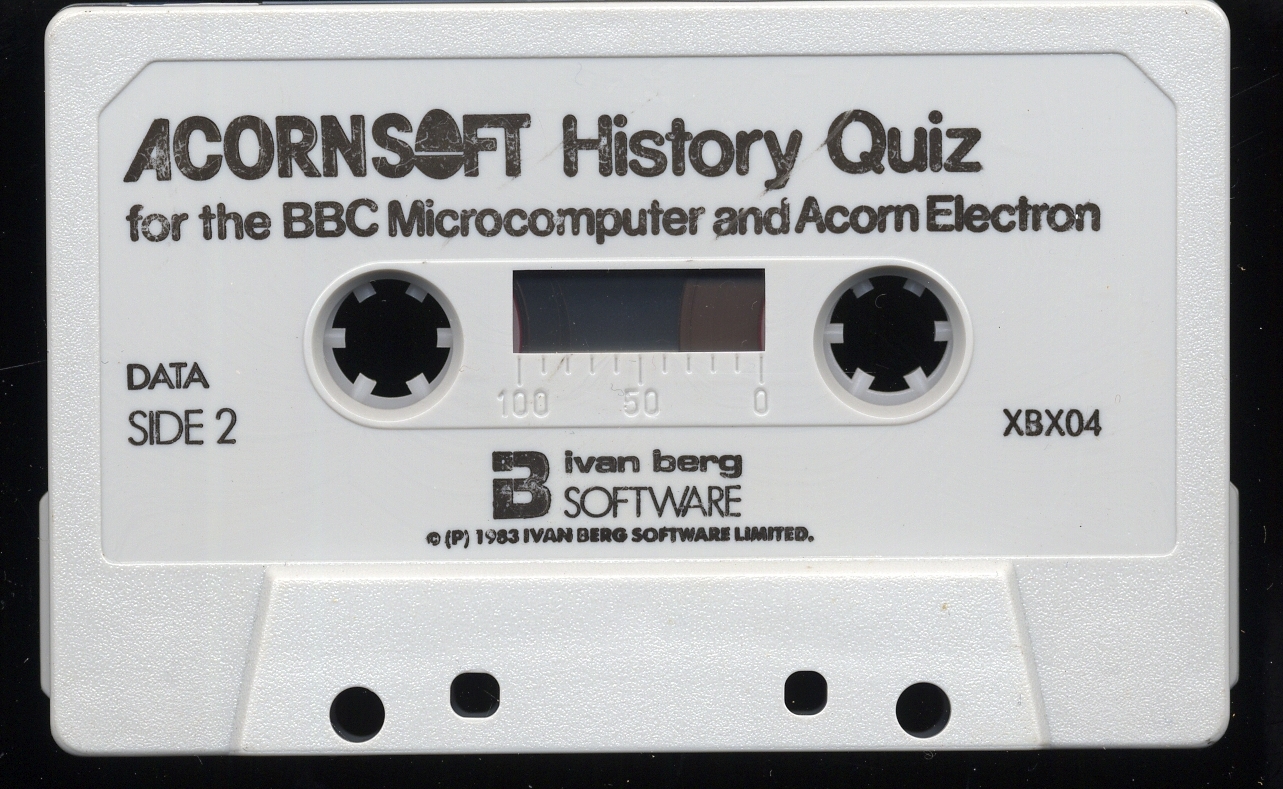 ACORNSOFT History Quiz
for the BBC Microcomputer and Acorn Electron
100 50 0
DATA
SIDE 2
XBX04
B ivan berg
SOFTWARE
© (P) 1983 IVAN BERG SOFTWARE LIMITED.